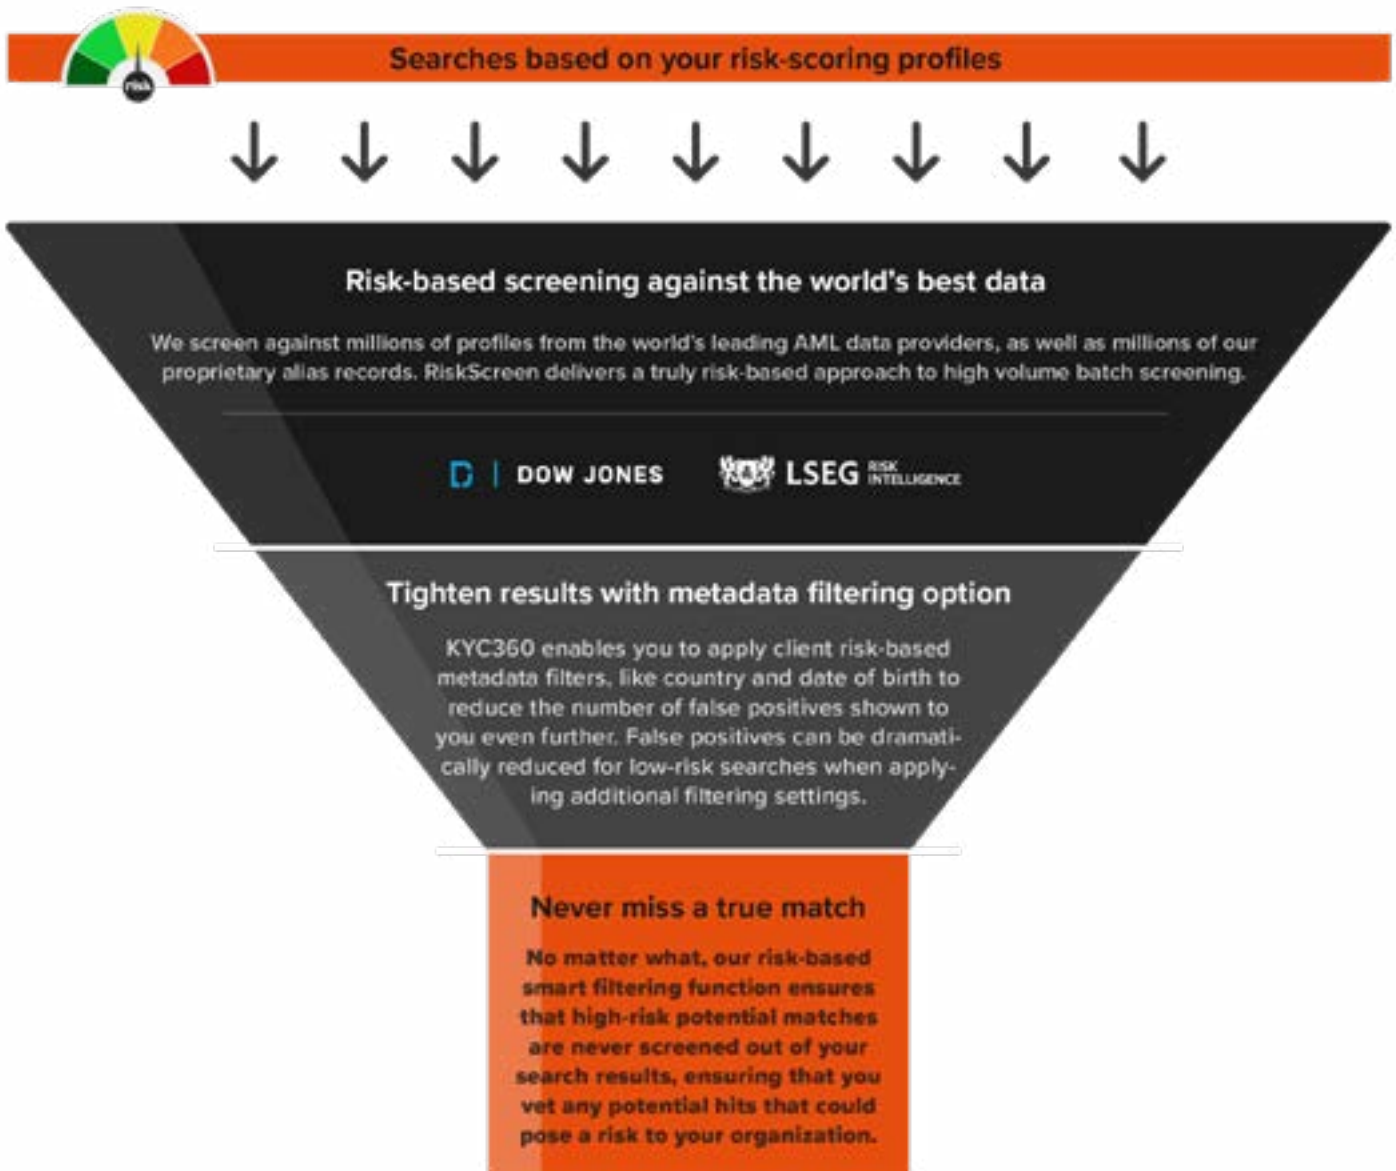 Searches based on your risk-scoring profiles
risk
Risk-based screening against the world's best data
We screen against millions of profiles from the world's leading AML data providers, as well as millions of our
proprietary alias records. RiskScreen delivers a truly risk-based approach to high volume batch screening.
D | DOW JONES
LSEG RISK
INTELLIGENCE
Tighten results with metadata filtering option
KYC360 enables you to apply client risk-based
metadata filters, like country and date of birth to
reduce the number of false positives shown to
you even further. False positives can be dramati-
cally reduced for low-risk searches when apply-
ing additional filtering settings.
Never miss a true match
No matter what, our risk-based
smart filtering function ensures
that high-risk potential matches
are never screened out of your
search results, ensuring that you
vet any potential hits that could
pose a risk to your organization.